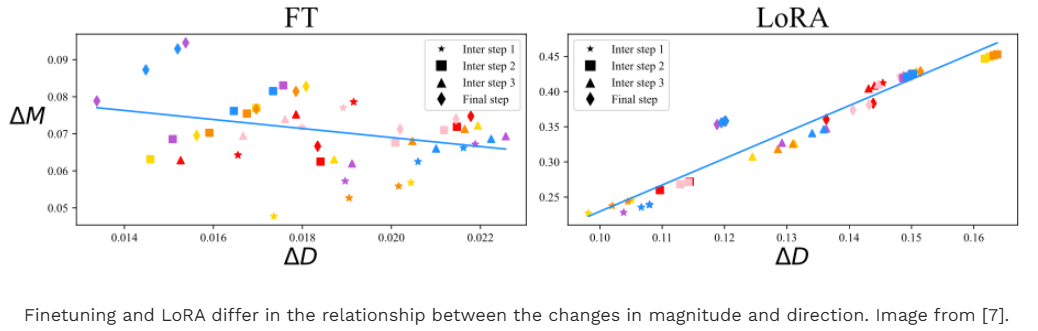 FT
LoRA
0.09
0.08
ΔM
0.07
0.06
0.05
Inter step 1
Inter step 2
Inter step 3
Final step
0.014
0.016
0.018
0.020
0.022
ΔD
0.45
0.40
0.35
0.30
0.25
Inter step 1
Inter step 2
Inter step 3
Final step
0.10
0.11
0.12
0.13
0.14
0.15
0.16
ΔD
Finetuning and LoRA differ in the relationship between the changes in magnitude and direction. Image from [7].